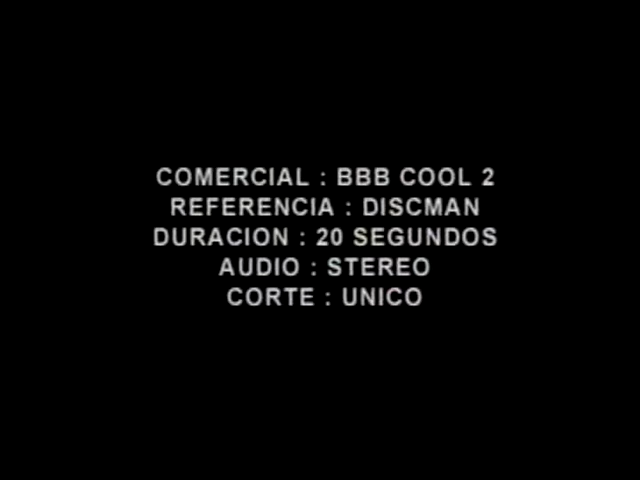 COMERCIAL : BBB COOL 2
REFERENCIA : DISCMAN
DURACION : 20 SEGUNDOS
AUDIO : STEREO
CORTE : UNICO